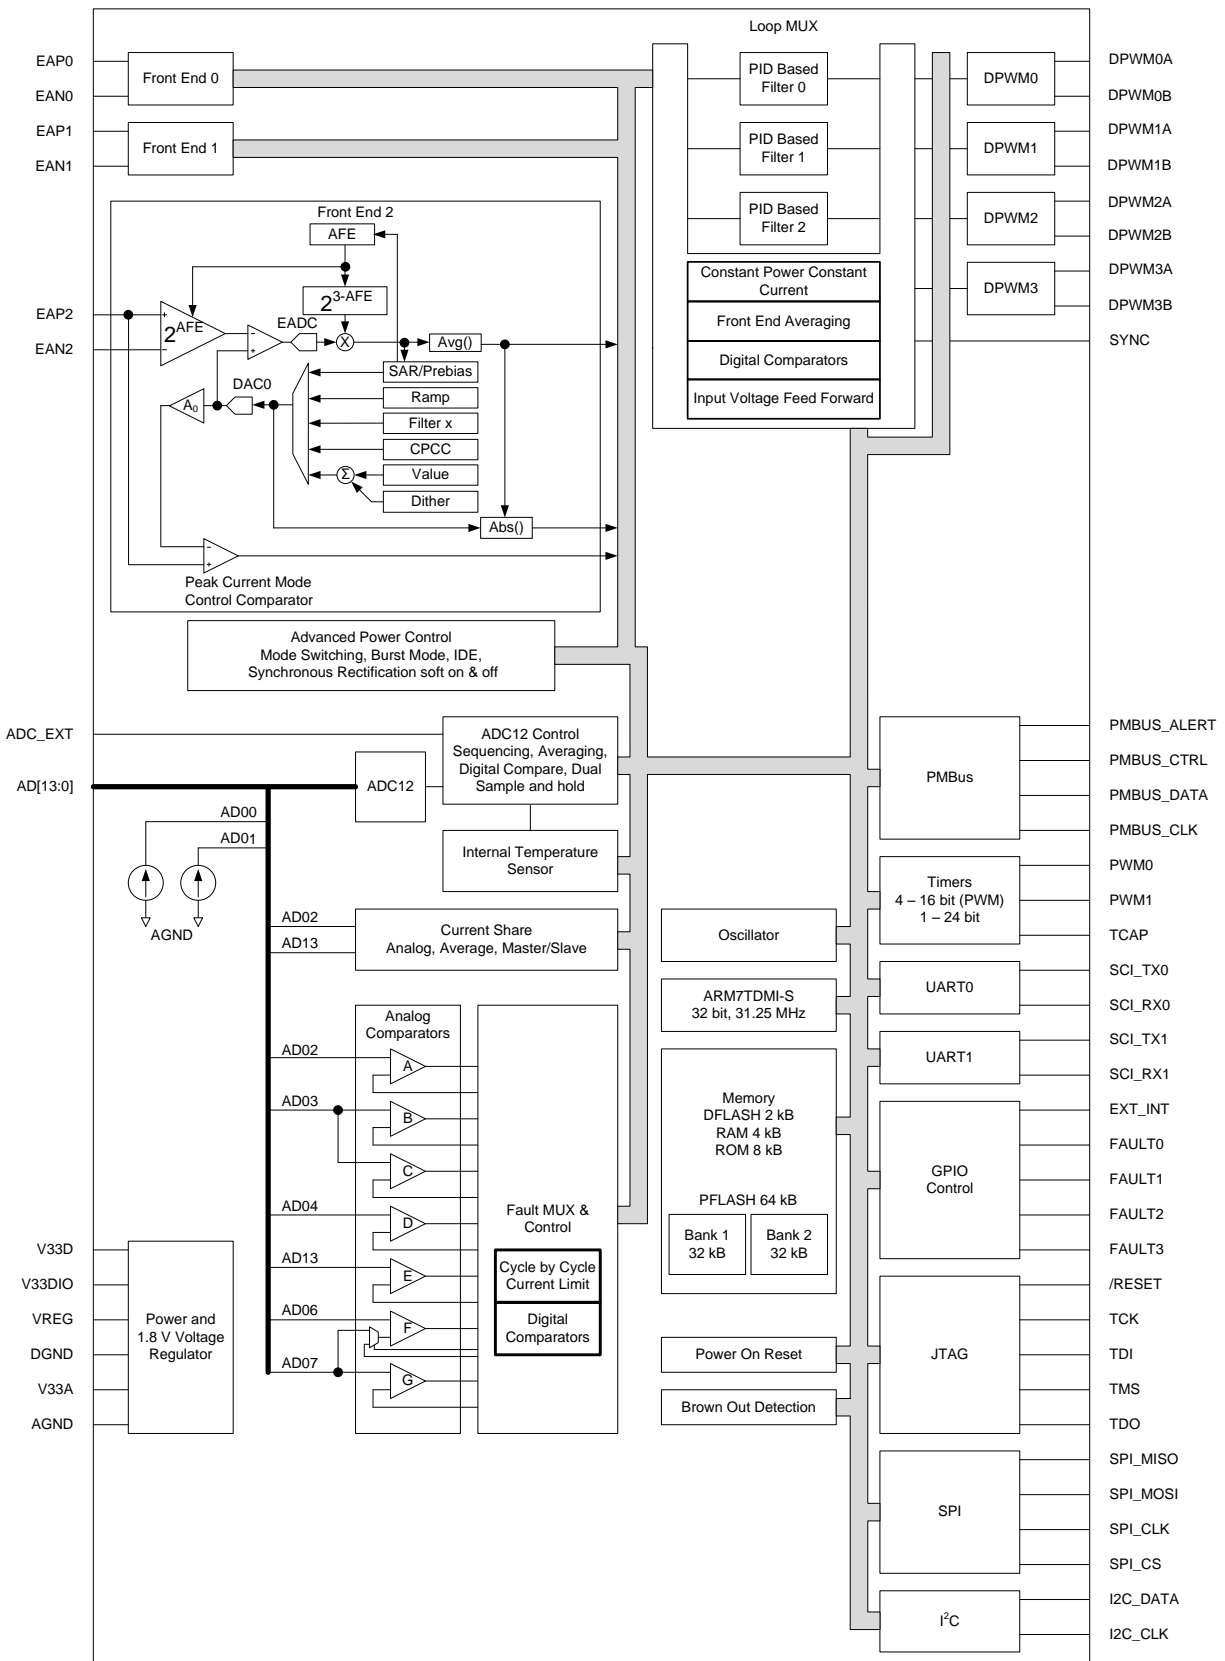 Loop MUX
EAP0
EAN0
EAP1
EAN1
Front End 0
Front End 1
PID Based
Filter 0
PID Based
Filter 1
PID Based
Filter 2
DPWM0
DPWM1
DPWM2
DPWM3
DPWM0A
DPWM0B
DPWM1A
DPWM1B
DPWM2A
DPWM2B
DPWM3A
DPWM3B
SYNC
Constant Power Constant
Current
Front End Averaging
Digital Comparators
Input Voltage Feed Forward
Front End 2
AFE
2^3-AFE
EAP2
EAN2
+
2^AFE
−
−
+
EADC
X
Avg()
SAR/Prebias
DAC0
A₀
Ramp
Filter x
CPCC
Σ
Value
Dither
Abs()
−
+
Peak Current Mode
Control Comparator
Advanced Power Control
Mode Switching, Burst Mode, IDE,
Synchronous Rectification soft on & off
ADC_EXT
AD[13:0]
ADC12
ADC12 Control
Sequencing, Averaging,
Digital Compare, Dual
Sample and hold
AD00
AD01
AGND
Internal Temperature
Sensor
AD02
AD13
Current Share
Analog, Average, Master/Slave
Analog
Comparators
AD02
A
AD03
B
C
AD04
D
AD13
E
AD06
F
AD07
G
Fault MUX &
Control
Cycle by Cycle
Current Limit
Digital
Comparators
V33D
V33DIO
VREG
DGND
V33A
AGND
Power and
1.8 V Voltage
Regulator
Oscillator
ARM7TDMI-S
32 bit, 31.25 MHz
Memory
DFLASH 2 kB
RAM 4 kB
ROM 8 kB
PFLASH 64 kB
Bank 1
32 kB
Bank 2
32 kB
Power On Reset
Brown Out Detection
PMBus
PMBUS_ALERT
PMBUS_CTRL
PMBUS_DATA
PMBUS_CLK
Timers
4 – 16 bit (PWM)
1 – 24 bit
PWM0
PWM1
TCAP
UART0
SCI_TX0
SCI_RX0
UART1
SCI_TX1
SCI_RX1
GPIO
Control
EXT_INT
FAULT0
FAULT1
FAULT2
FAULT3
JTAG
/RESET
TCK
TDI
TMS
TDO
SPI
SPI_MISO
SPI_MOSI
SPI_CLK
SPI_CS
I²C
I2C_DATA
I2C_CLK